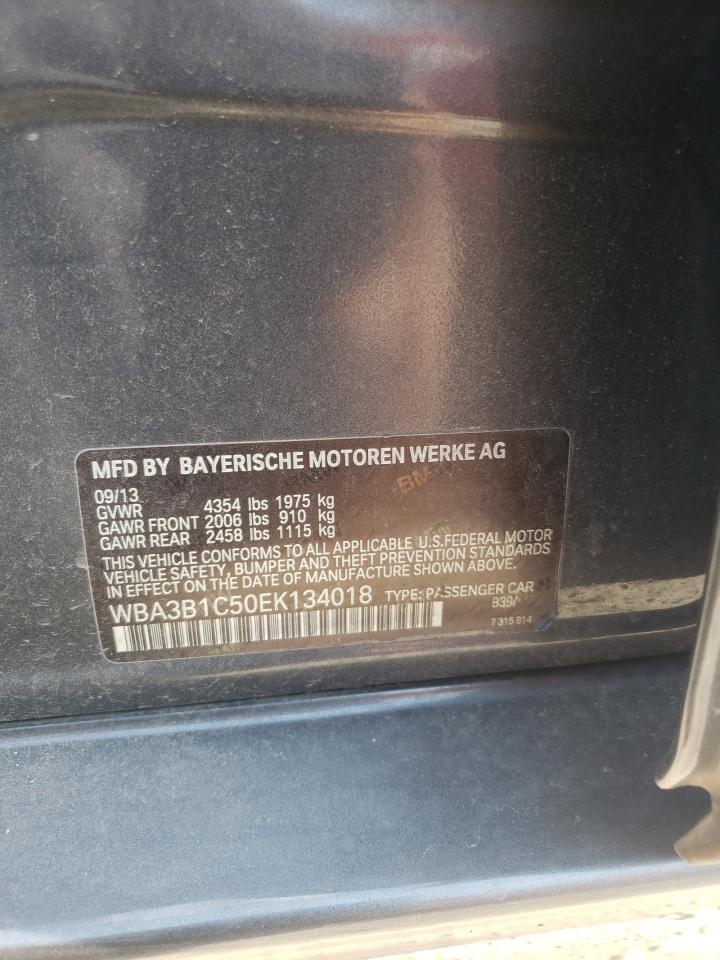 MFD BY BAYERISCHE MOTOREN WERKE AG
09/13
GVWR 4354 lbs 1975 kg
GAWR FRONT 2006 lbs 910 kg
GAWR REAR 2458 lbs 1115 kg
THIS VEHICLE CONFORMS TO ALL APPLICABLE U.S.FEDERAL MOTOR
VEHICLE SAFETY, BUMPER AND THEFT PREVENTION STANDARDS
IN EFFECT ON THE DATE OF MANUFACTURE SHOWN ABOVE.
WBA3B1C50EK134018 TYPE: PASSENGER CAR
B39A
7 315 614